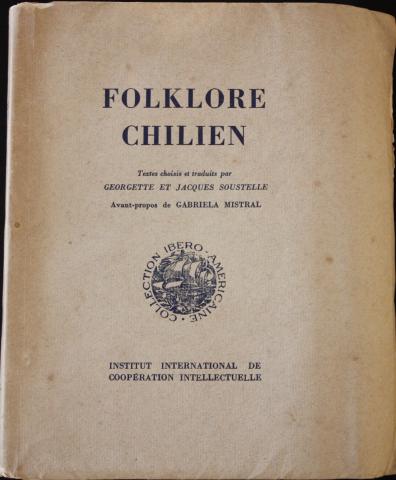 FOLKLORE
CHILIEN
Textes choisis et traduits par
GEORGETTE ET JACQUES SOUSTELLE
Avant-propos de GABRIELA MISTRAL
COLLECTION IBERO-AMERICAINE
INSTITUT INTERNATIONAL DE
COOPÉRATION INTELLECTUELLE